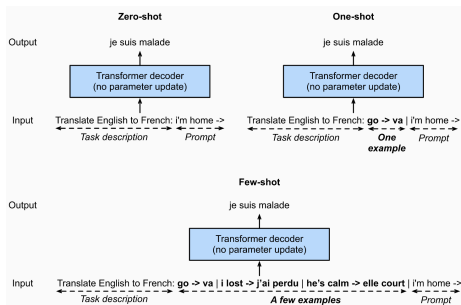 Zero-shot
One-shot
Output
je suis malade
je suis malade
Transformer decoder
(no parameter update)
Transformer decoder
(no parameter update)
Input
Translate English to French: i'm home ->
Translate English to French: go -> va | i'm home ->
Task description
Prompt
Task description
One
example
Prompt
Few-shot
Output
je suis malade
Transformer decoder
(no parameter update)
Input
Translate English to French: go -> va | i lost -> j'ai perdu | he's calm -> elle court | i'm home ->
Task description
A few examples
Prompt